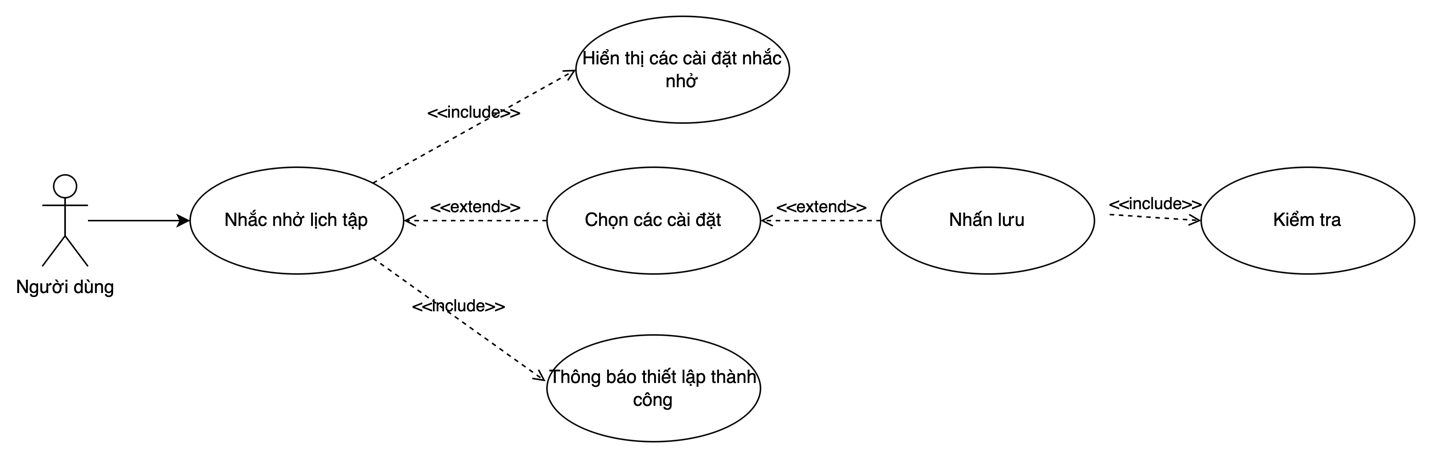 Hiển thị các cài đặt nhắc
nhở
<<include>>
Người dùng
Nhắc nhở lịch tập
<<extend>>
Chọn các cài đặt
<<extend>>
Nhấn lưu
<<include>>
Kiểm tra
<<include>>
Thông báo thiết lập thành
công